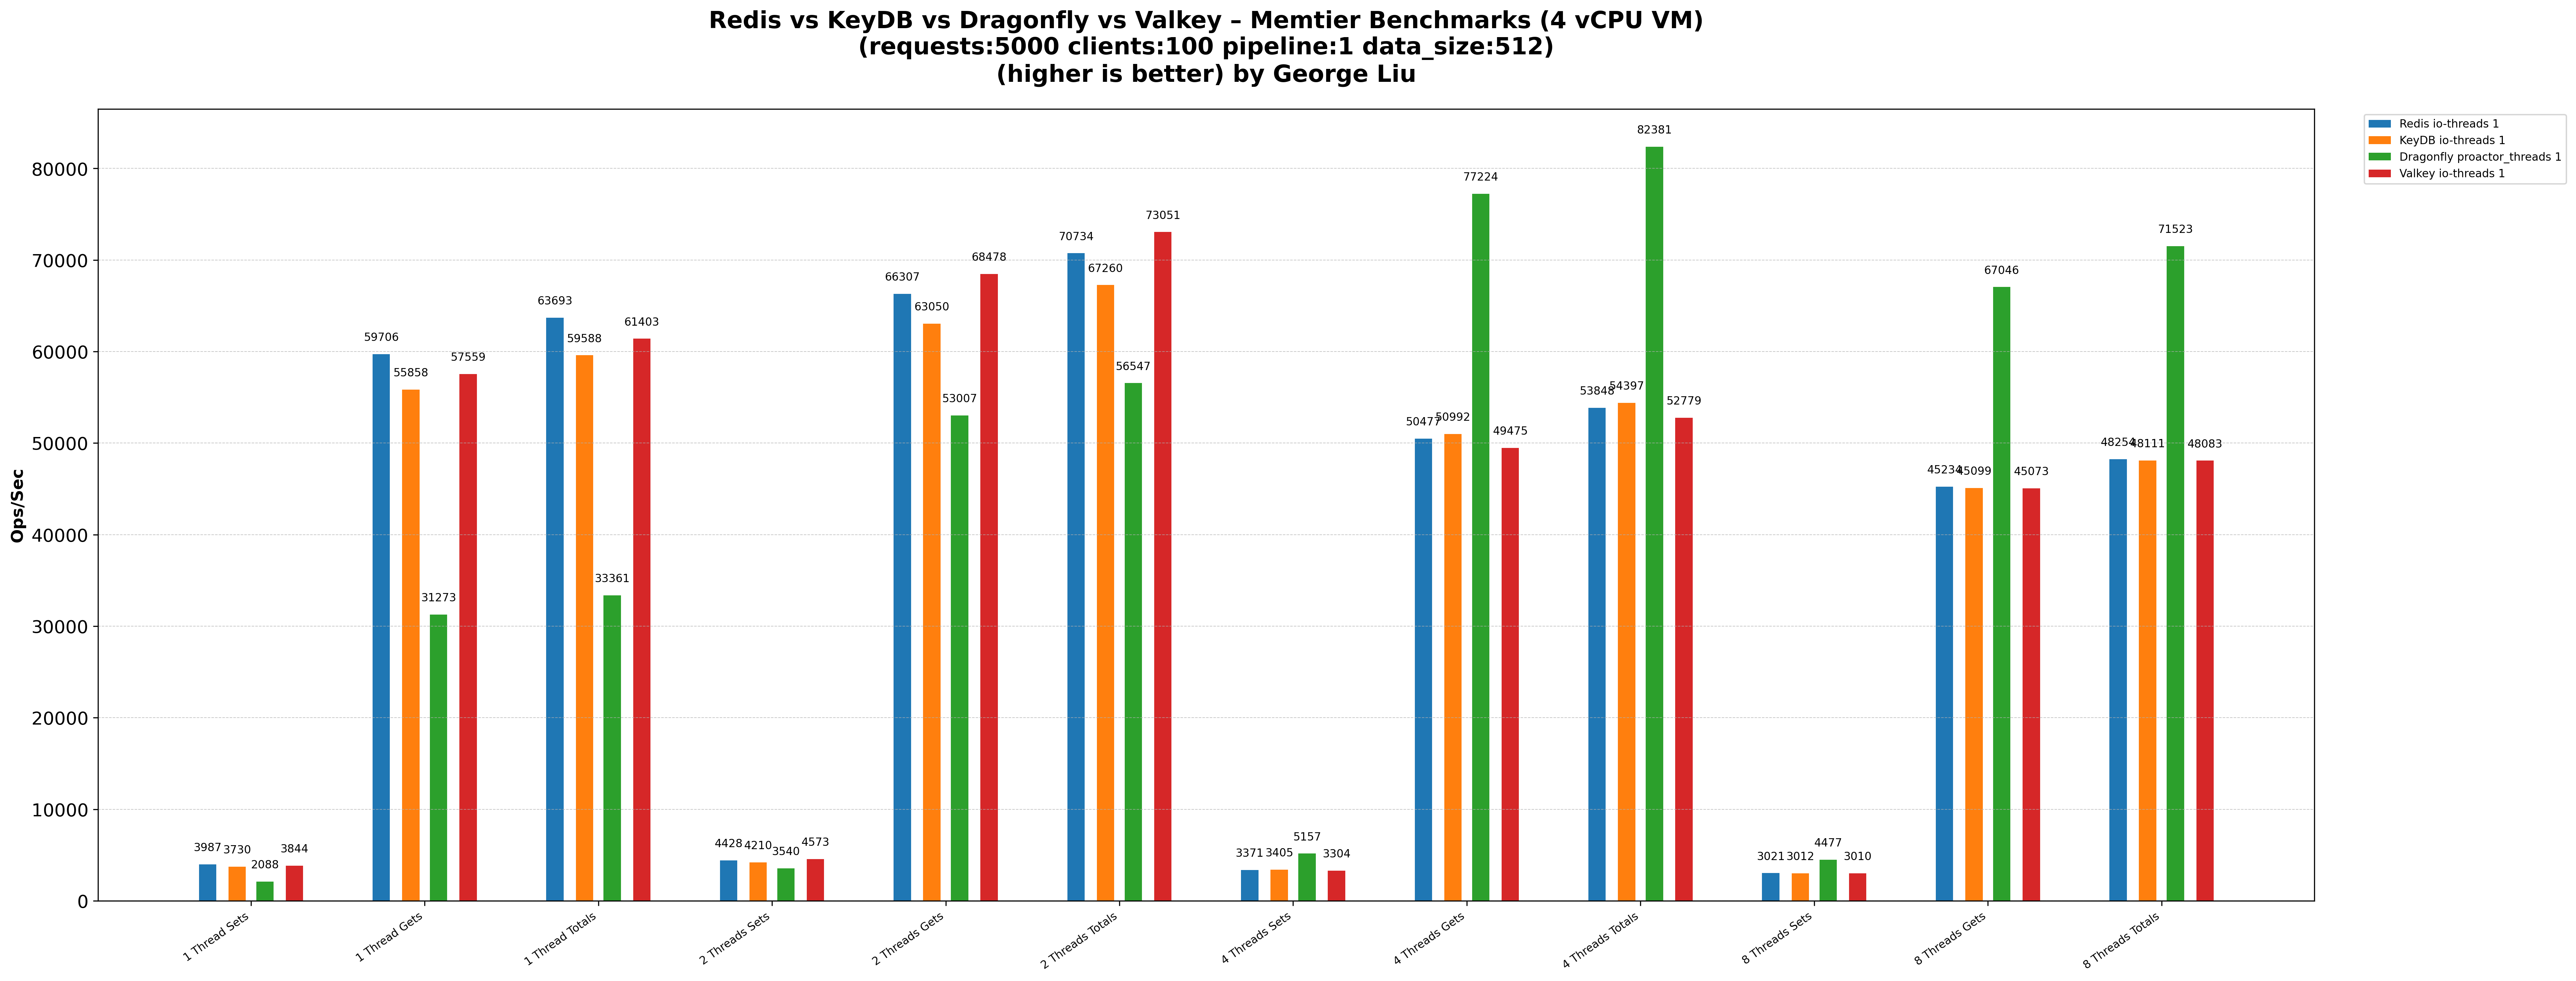 Redis vs KeyDB vs Dragonfly vs Valkey – Memtier Benchmarks (4 vCPU VM)
(requests:5000 clients:100 pipeline:1 data_size:512)
(higher is better) by George Liu
Redis io-threads 1
KeyDB io-threads 1
Dragonfly proactor_threads 1
Valkey io-threads 1
Ops/Sec
80000
70000
60000
50000
40000
30000
20000
10000
0
3987
3730
2088
3844
59706
55858
31273
57559
63693
59588
33361
61403
4428
4210
3540
4573
66307
63050
53007
68478
70734
67260
56547
73051
3371
3405
5157
3304
50477
50992
77224
49475
53848
54397
82381
52779
3021
3012
4477
3010
45234
45099
67046
45073
48254
48111
71523
48083
1 Thread Sets
1 Thread Gets
1 Thread Totals
2 Threads Sets
2 Threads Gets
2 Threads Totals
4 Threads Sets
4 Threads Gets
4 Threads Totals
8 Threads Sets
8 Threads Gets
8 Threads Totals